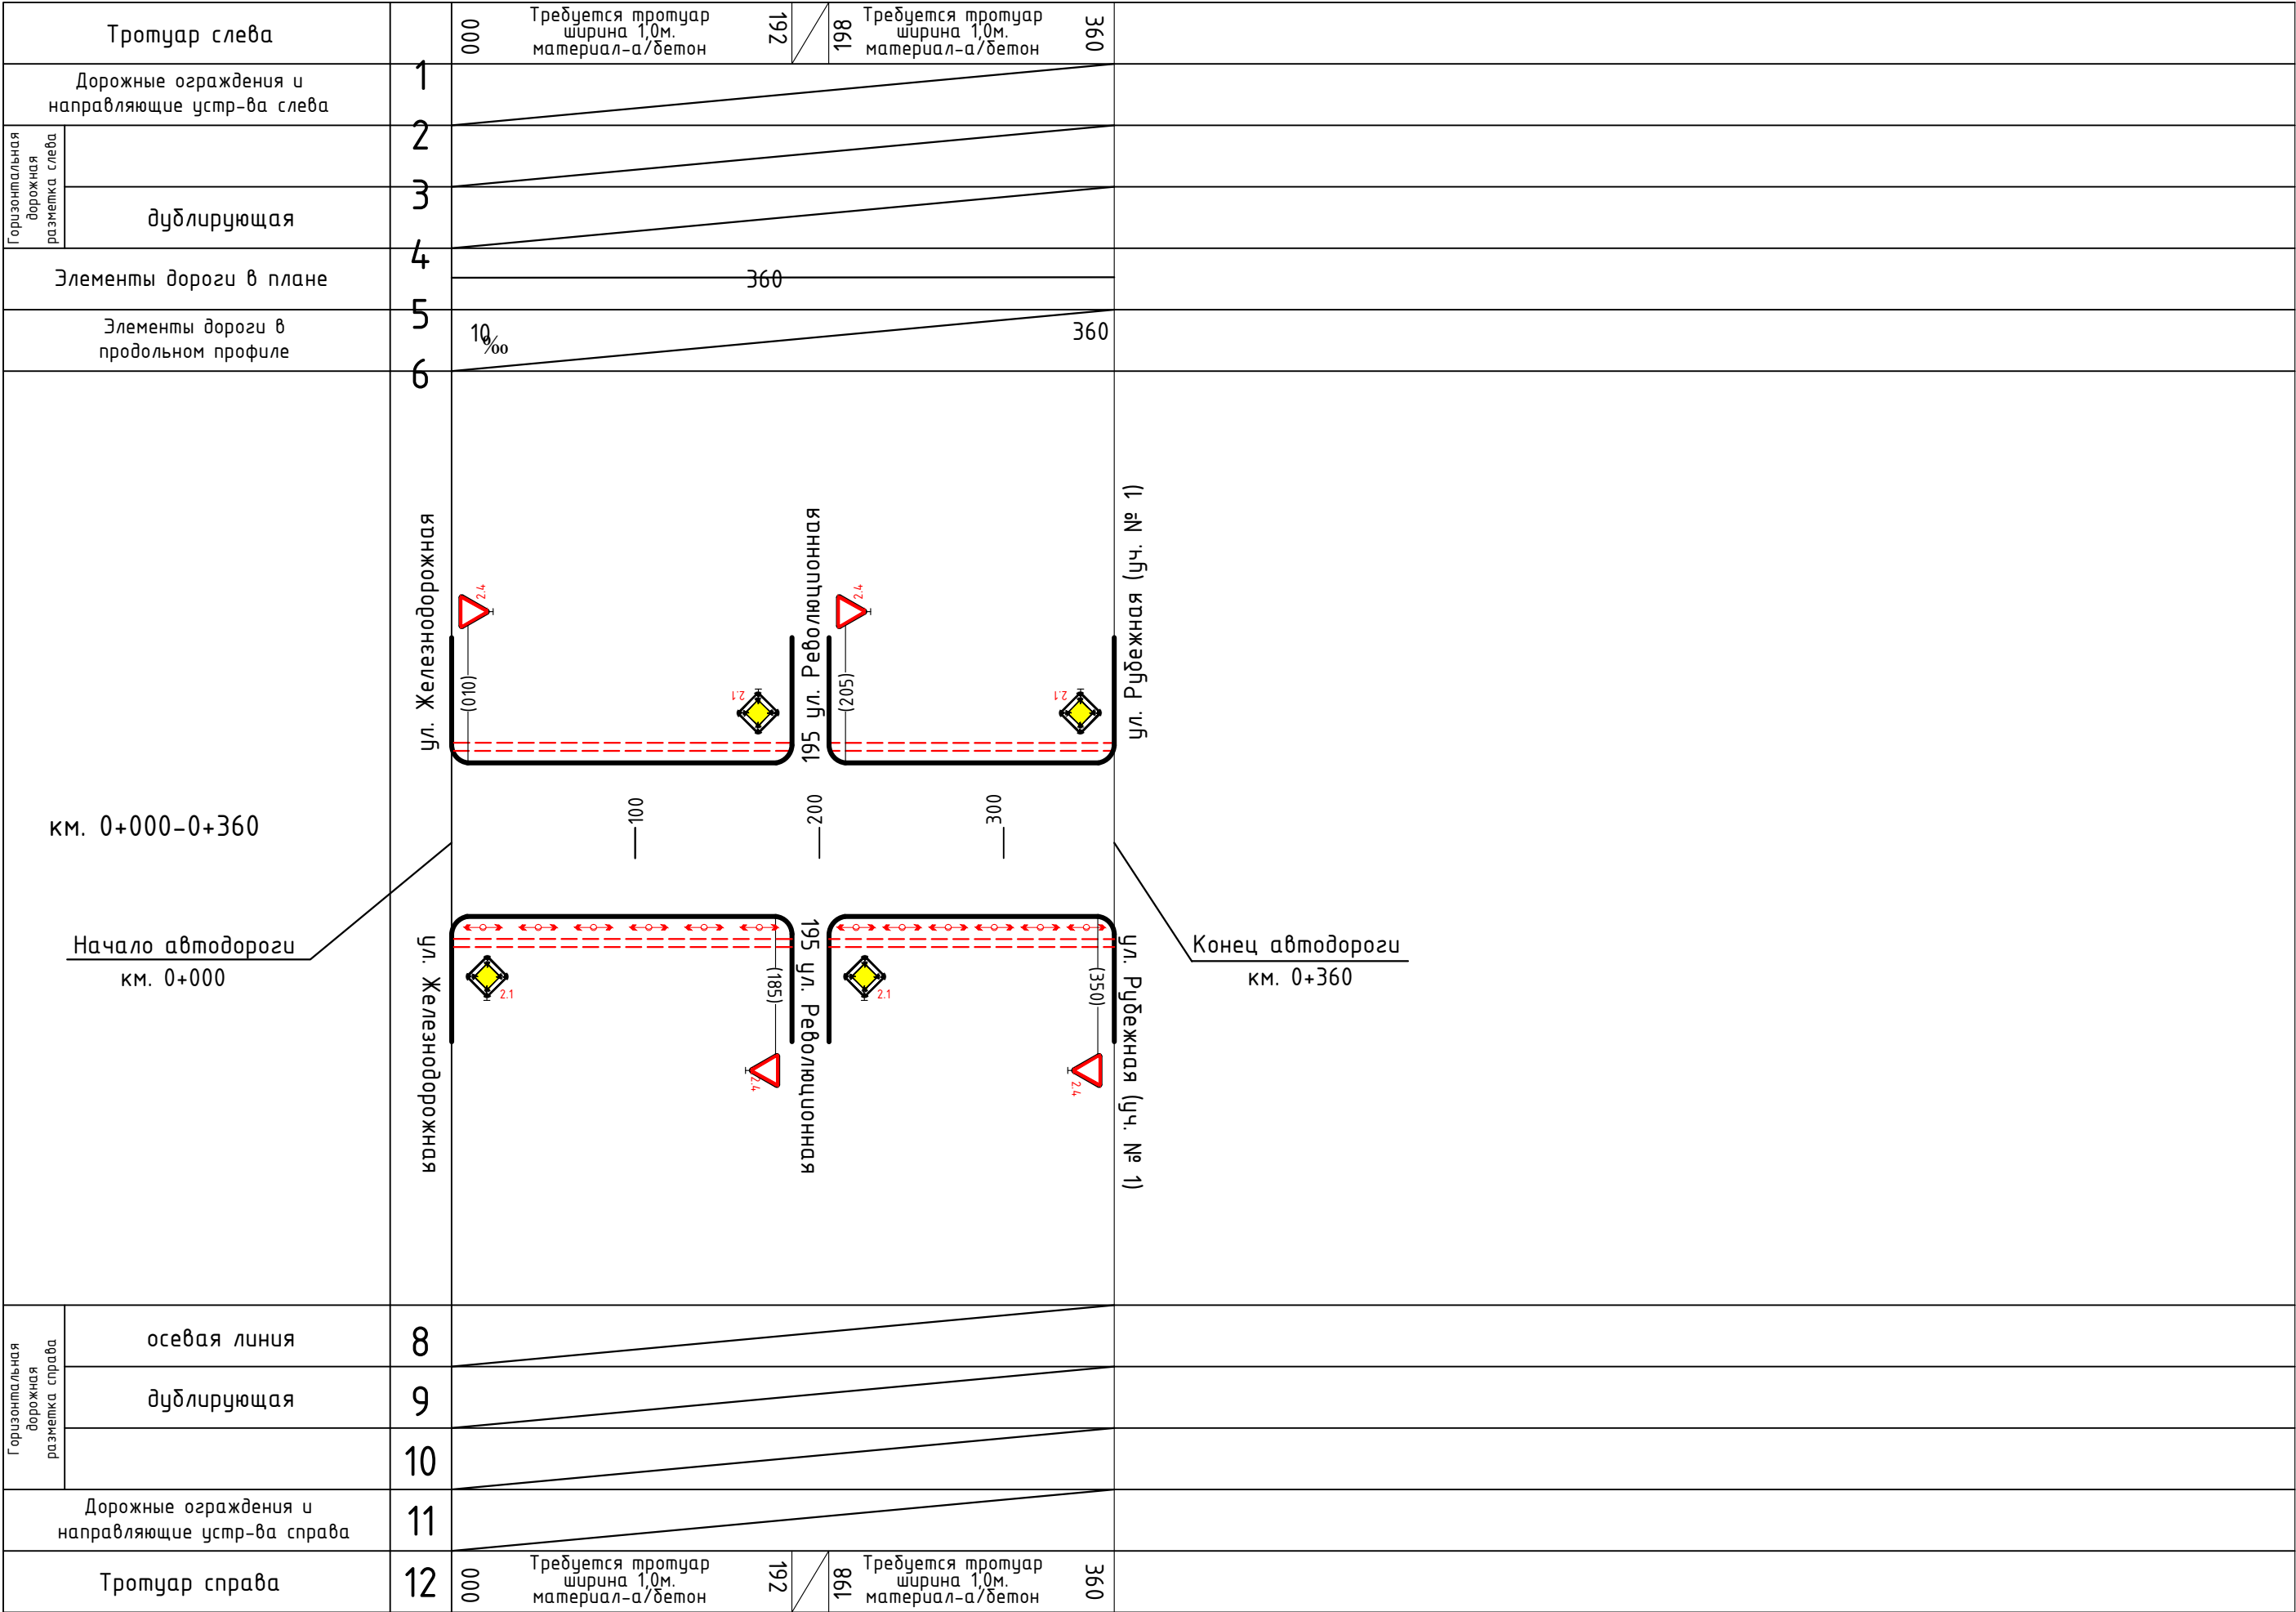 Тротуар слева
000
Требуется тротуар
ширина 1,0м.
материал-а/бетон
192
198
Требуется тротуар
ширина 1,0м.
материал-а/бетон
360
1
Дорожные ограждения и
направляющие устр-ва слева
2
Горизонтальная
дорожная
разметка слева
3
дублирующая
4
Элементы дороги в плане
360
5
Элементы дороги в
продольном профиле
10‰
360
6
ул. Железнодорожная
2.4
(010)
2.1
195 ул. Революционная
2.4
(205)
2.1
ул. Рубежная (уч. № 1)
км. 0+000-0+360
100
200
300
Начало автодороги
км. 0+000
Конец автодороги
км. 0+360
ул. Железнодорожная
2.1
(185)
2.4
195 ул. Революционная
2.1
(350)
2.4
ул. Рубежная (уч. № 1)
Горизонтальная
дорожная
разметка справа
осевая линия
8
дублирующая
9
10
Дорожные ограждения и
направляющие устр-ва справа
11
Тротуар справа
12
000
Требуется тротуар
ширина 1,0м.
материал-а/бетон
192
198
Требуется тротуар
ширина 1,0м.
материал-а/бетон
360